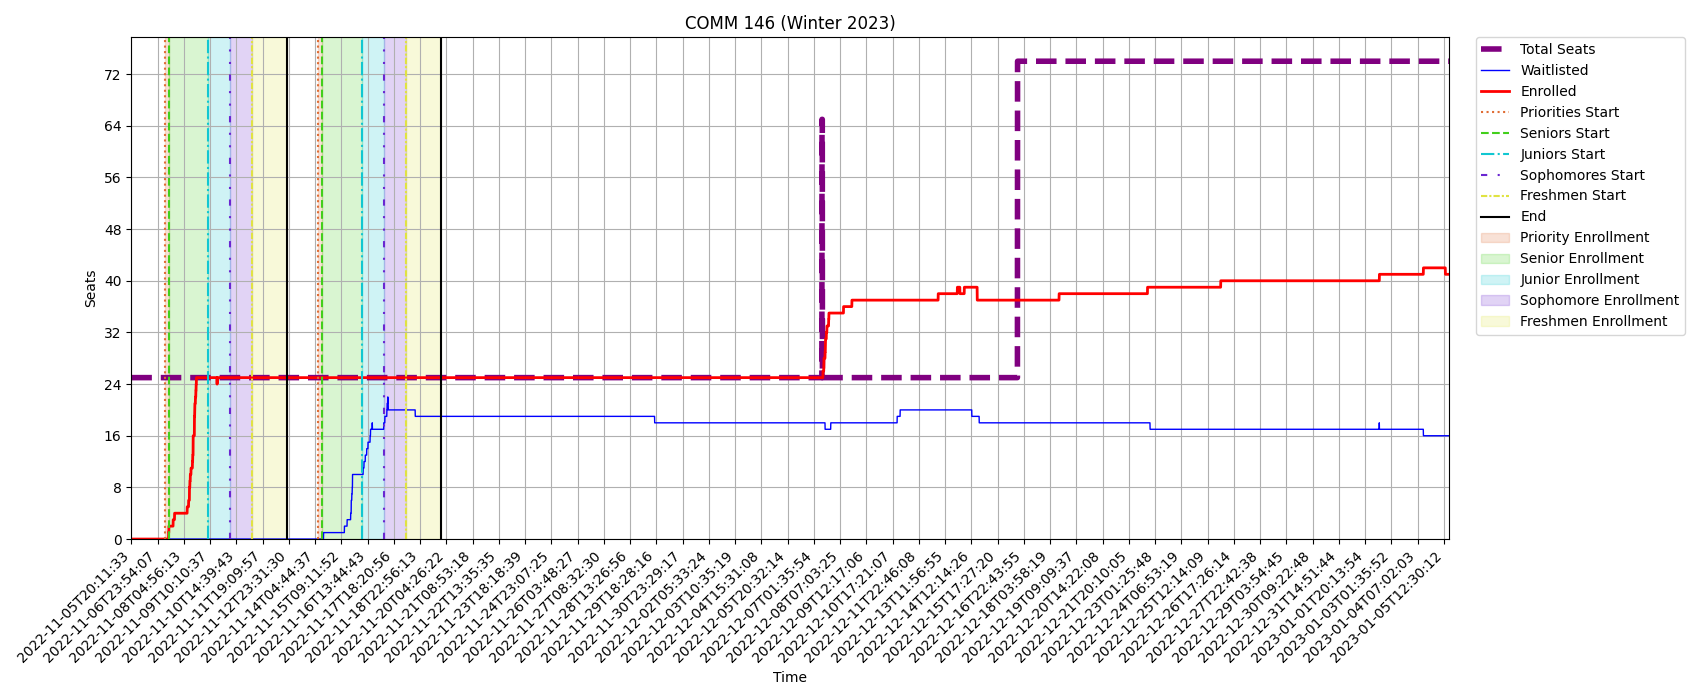 COMM 146 (Winter 2023)
Total Seats
Waitlisted
Enrolled
Priorities Start
Seniors Start
Juniors Start
Sophomores Start
Freshmen Start
End
Priority Enrollment
Senior Enrollment
Junior Enrollment
Sophomore Enrollment
Freshmen Enrollment
Seats
72
64
56
48
40
32
24
16
8
0
2022-11-05T20:11:33
2022-11-06T23:54:07
2022-11-08T04:56:13
2022-11-09T10:10:37
2022-11-10T14:39:43
2022-11-11T19:09:57
2022-11-12T23:31:30
2022-11-14T04:44:37
2022-11-15T09:11:52
2022-11-16T13:44:43
2022-11-17T18:20:56
2022-11-18T22:56:13
2022-11-20T04:26:22
2022-11-21T08:53:18
2022-11-22T13:35:35
2022-11-23T18:18:39
2022-11-24T23:07:25
2022-11-26T03:48:27
2022-11-27T08:32:30
2022-11-28T13:26:56
2022-11-29T18:28:16
2022-11-30T23:29:17
2022-12-02T05:33:24
2022-12-03T10:35:19
2022-12-04T15:31:08
2022-12-05T20:32:14
2022-12-07T01:35:54
2022-12-08T07:03:25
2022-12-09T12:17:06
2022-12-10T17:21:07
2022-12-11T22:46:08
2022-12-13T11:56:55
2022-12-14T12:14:26
2022-12-15T17:27:20
2022-12-16T22:43:55
2022-12-18T03:58:19
2022-12-19T09:09:37
2022-12-20T14:22:08
2022-12-21T20:10:05
2022-12-23T01:25:48
2022-12-24T06:53:19
2022-12-25T12:14:09
2022-12-26T17:26:14
2022-12-27T22:42:38
2022-12-29T03:54:45
2022-12-30T09:22:48
2022-12-31T14:51:44
2023-01-01T20:13:54
2023-01-03T01:35:52
2023-01-04T07:02:03
2023-01-05T12:30:12
Time